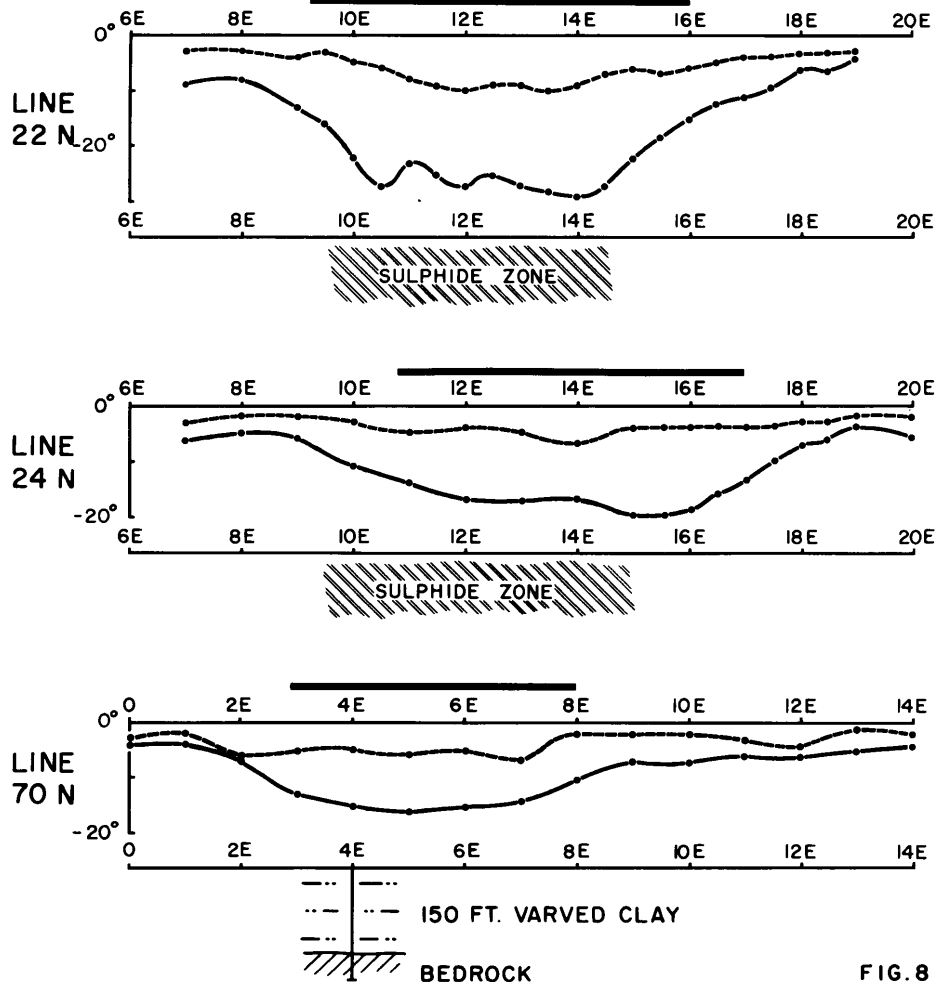 6E 8E 10E 12E 14E 16E 18E 20E
0°
LINE
22 N
-20°
6E 8E 10E 12E 14E 16E 18E 20E
SULPHIDE ZONE
6E 8E 10E 12E 14E 16E 18E 20E
0°
LINE
24 N
-20°
6E 8E 10E 12E 14E 16E 18E 20E
SULPHIDE ZONE
0 2E 4E 6E 8E 10E 12E 14E
0°
LINE
70 N
-20°
0 2E 4E 6E 8E 10E 12E 14E
150 FT. VARVED CLAY
BEDROCK
FIG. 8